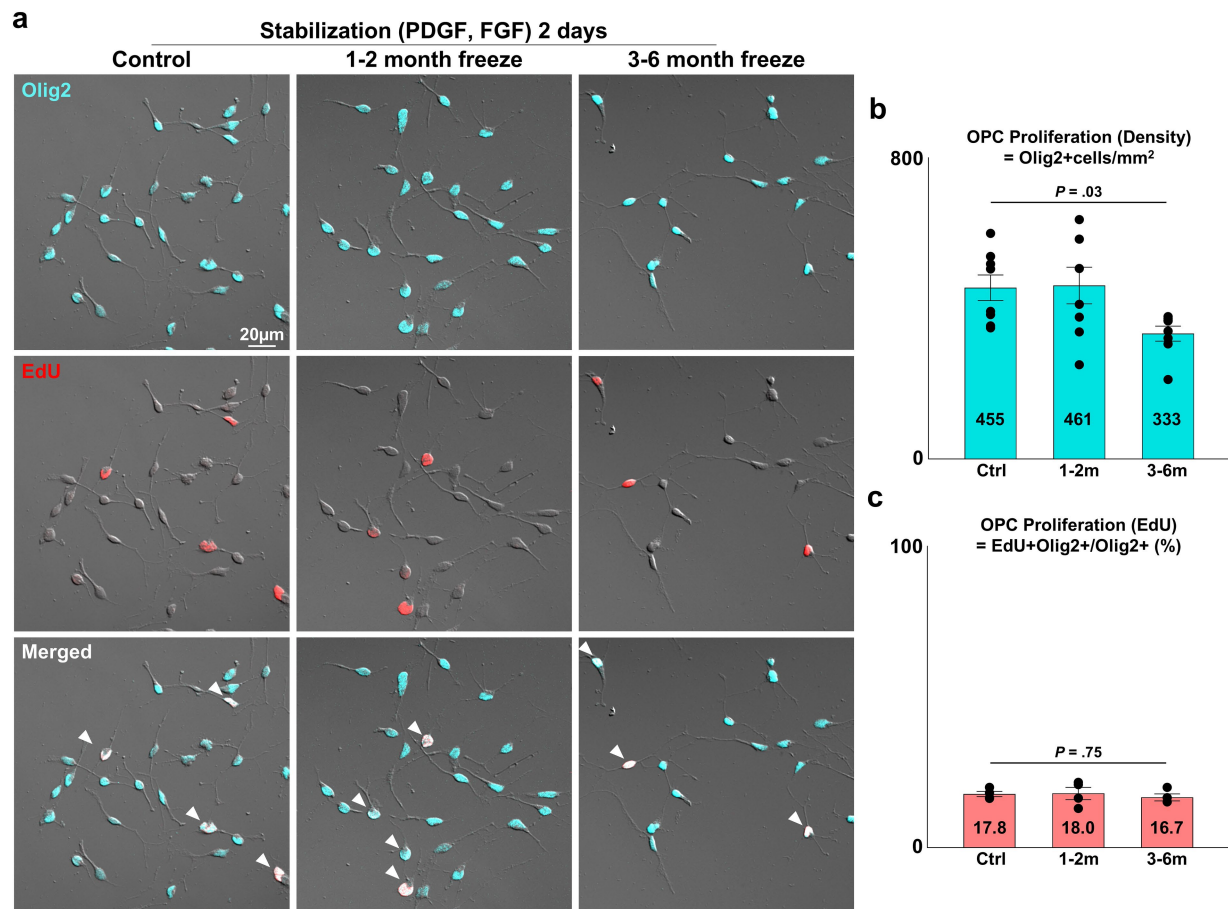 a
Stabilization (PDGF, FGF) 2 days
Control
1-2 month freeze
3-6 month freeze
Olig2
20µm
EdU
Merged
b
OPC Proliferation (Density)
= Olig2+cells/mm²
800
P = .03
455
461
333
0
Ctrl
1-2m
3-6m
c
OPC Proliferation (EdU)
= EdU+Olig2+/Olig2+ (%)
100
P = .75
17.8
18.0
16.7
0
Ctrl
1-2m
3-6m